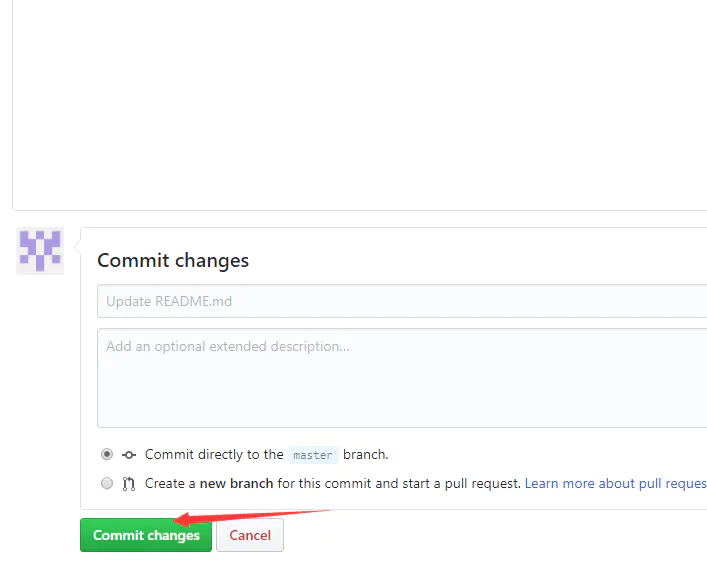 Commit changes
Update README.md
Add an optional extended description...
Commit directly to the master branch.
Create a new branch for this commit and start a pull request. Learn more about pull reques
Commit changes
Cancel